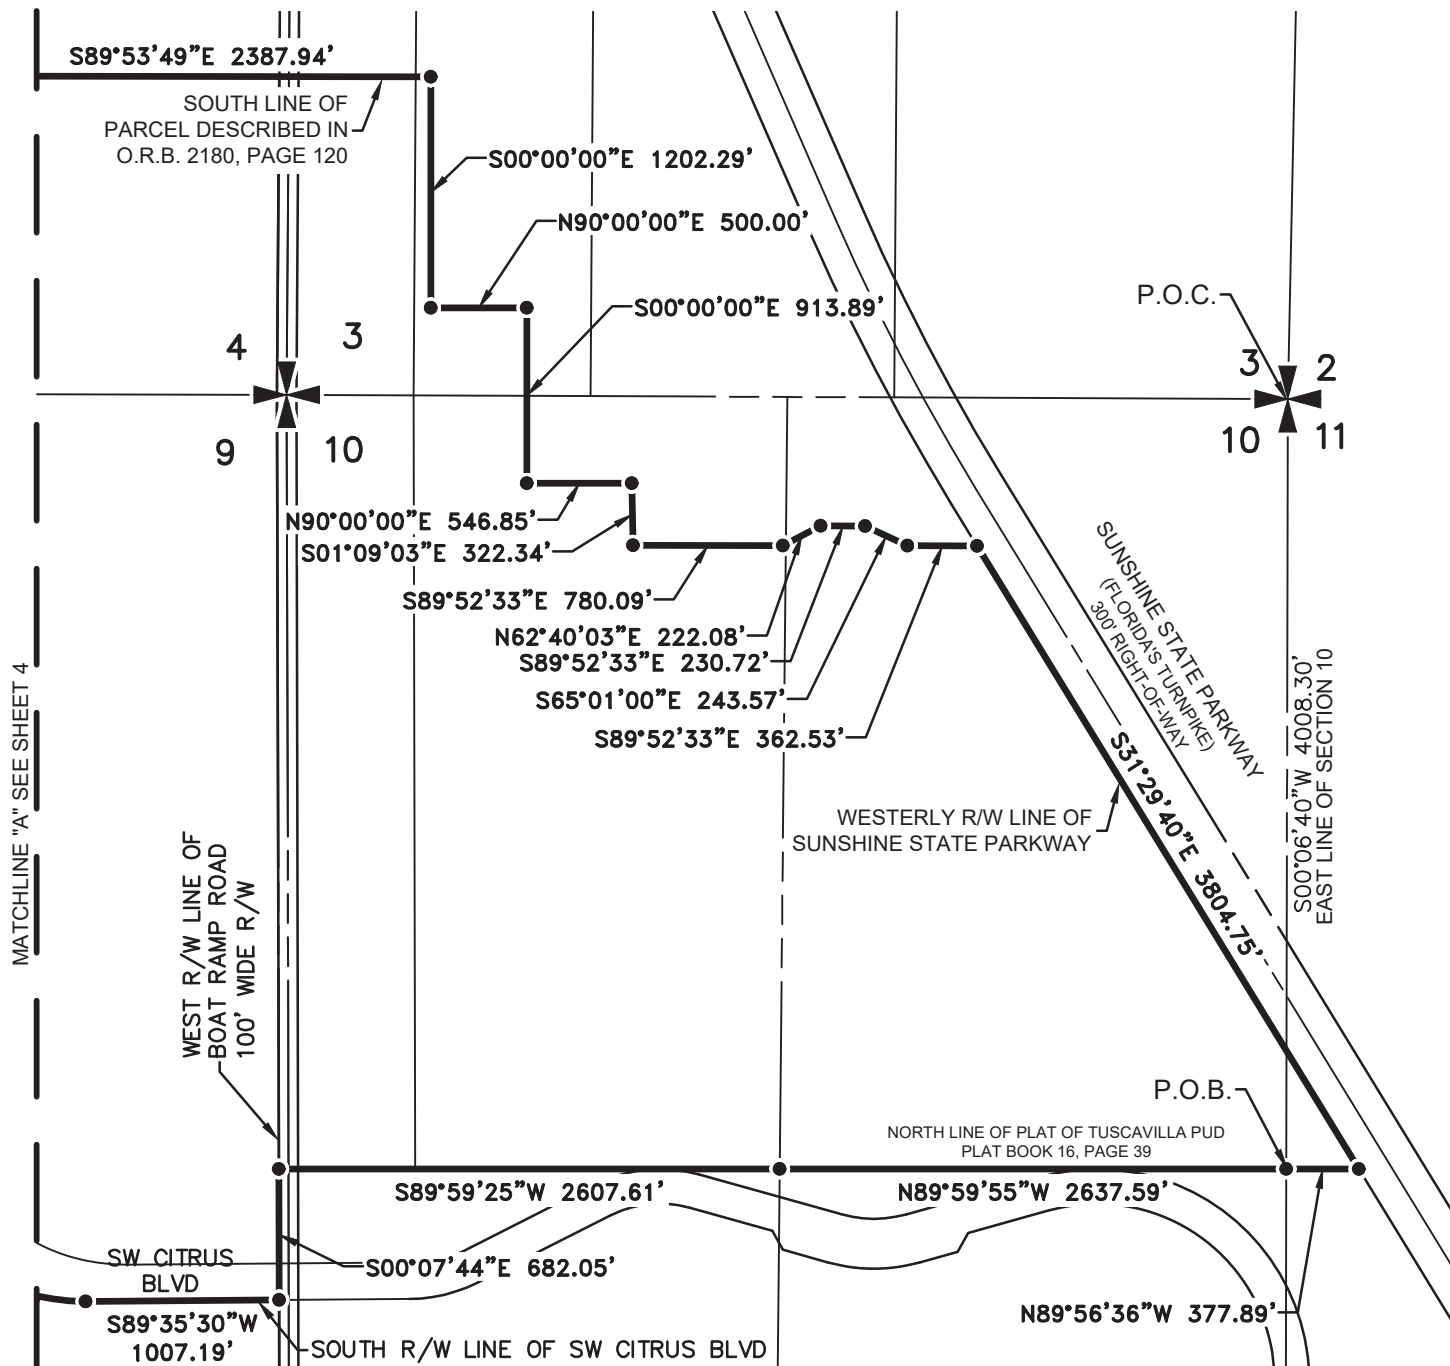 S89°53'49"E 2387.94'
SOUTH LINE OF
PARCEL DESCRIBED IN
O.R.B. 2180, PAGE 120
S00°00'00"E 1202.29'
N90°00'00"E 500.00'
S00°00'00"E 913.89'
P.O.C.
4
3
9
10
3
2
10
11
N90°00'00"E 546.85'
S01°09'03"E 322.34'
S89°52'33"E 780.09'
N62°40'03"E 222.08'
S89°52'33"E 230.72'
S65°01'00"E 243.57'
S89°52'33"E 362.53'
SUNSHINE STATE PARKWAY
(FLORIDA'S TURNPIKE)
300' RIGHT-OF-WAY
S31°29'40"E 3804.75'
S00°06'40"W 4008.30'
EAST LINE OF SECTION 10
WESTERLY R/W LINE OF
SUNSHINE STATE PARKWAY
MATCHLINE "A" SEE SHEET 4
WEST R/W LINE OF
BOAT RAMP ROAD
100' WIDE R/W
P.O.B.
NORTH LINE OF PLAT OF TUSCAVILLA PUD
PLAT BOOK 16, PAGE 39
S89°59'25"W 2607.61'
N89°59'55"W 2637.59'
SW CITRUS
BLVD
S00°07'44"E 682.05'
N89°56'36"W 377.89'
S89°35'30"W
1007.19'
SOUTH R/W LINE OF SW CITRUS BLVD